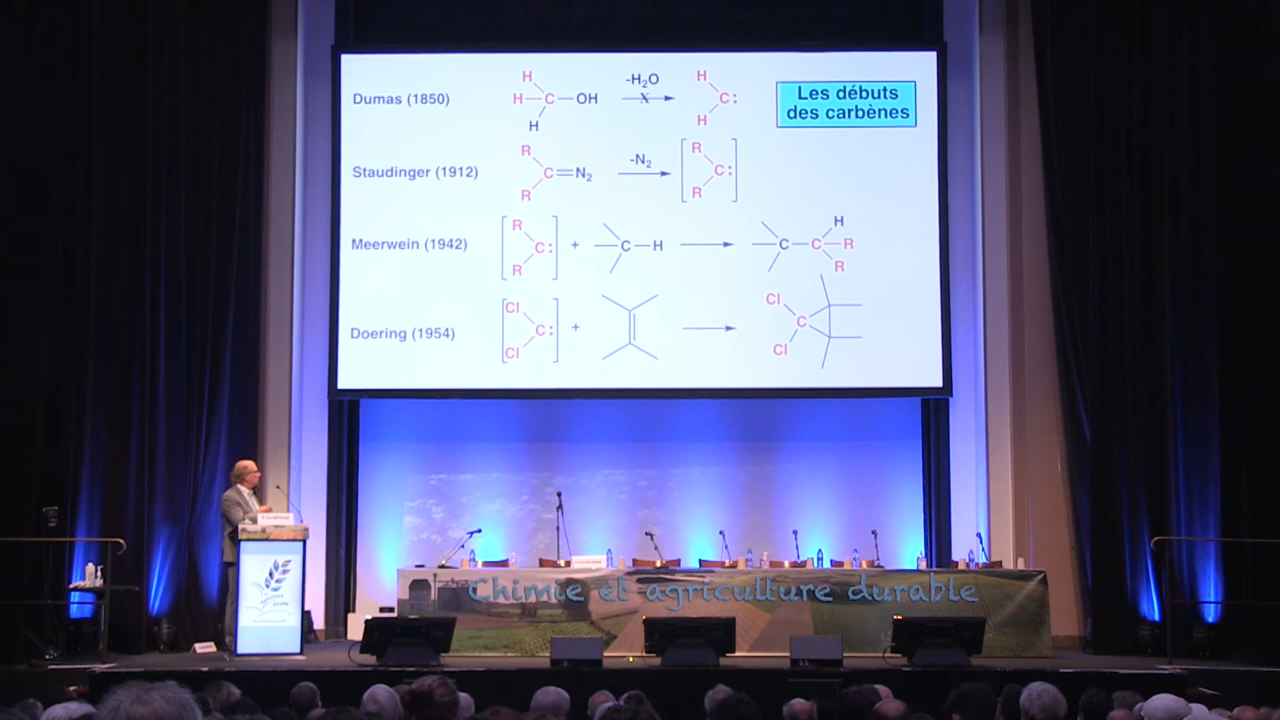 Les débuts
des carbènes
Dumas (1850)
H
H C OH
H
-H₂O
X
H
C:
H
Staudinger (1912)
R
C=N₂
R
-N₂
R
C:
R
Meerwein (1942)
R
C:
R
+
C H
H
C C R
R
Doering (1954)
Cl
C:
Cl
+
Cl
C
Cl
Chimie et agriculture durable